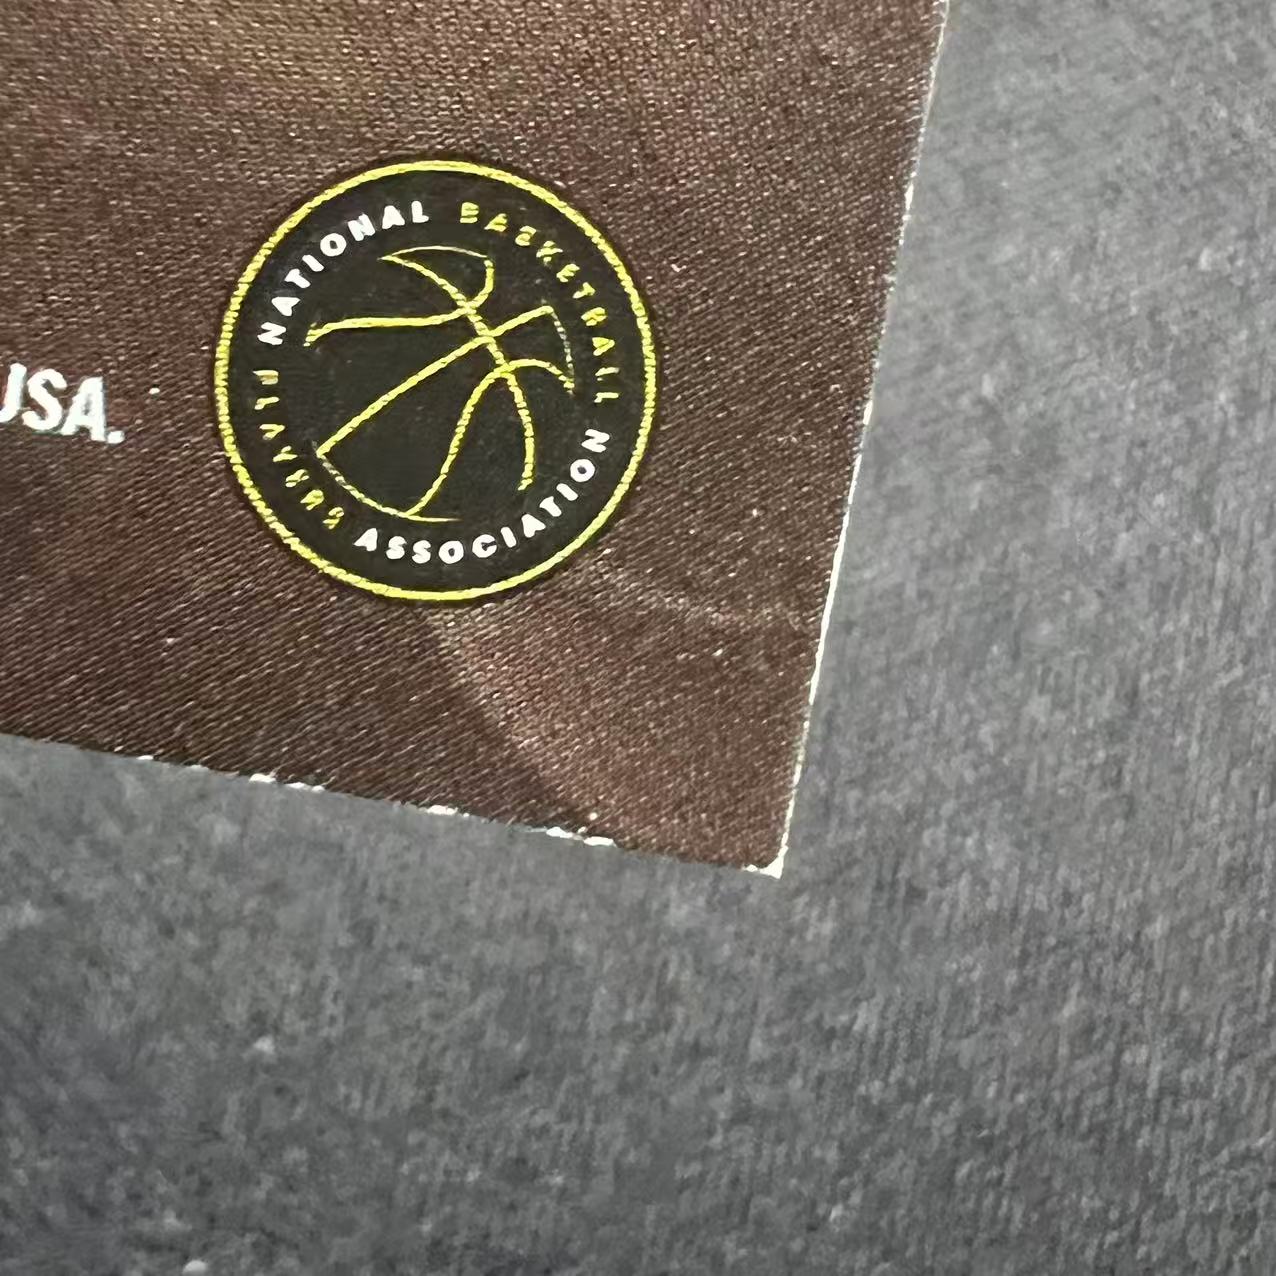 USA.
NATIONAL BASKETBALL
PLAYERS ASSOCIATION